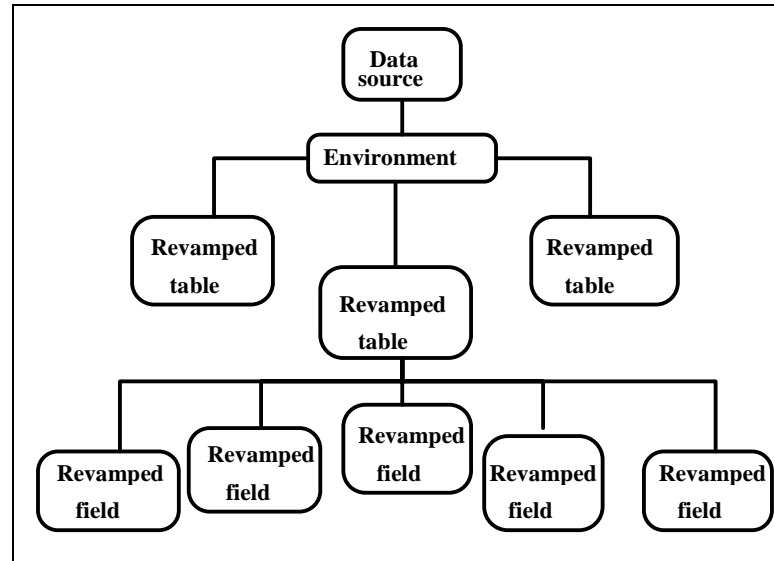 Data
source
Environment
Revamped
table
Revamped
table
Revamped
table
Revamped
field
Revamped
field
Revamped
field
Revamped
field
Revamped
field